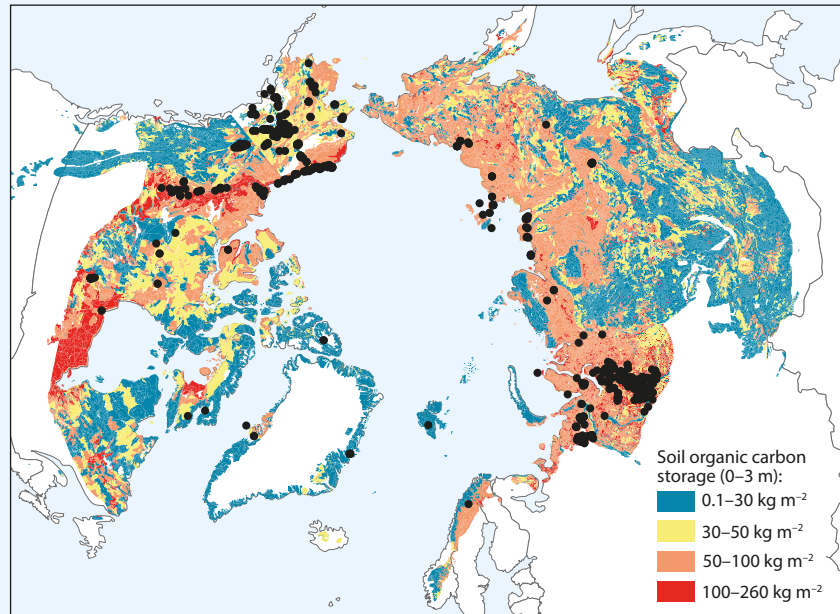 Soil organic carbon
storage (0–3 m):
0.1–30 kg m⁻²
30–50 kg m⁻²
50–100 kg m⁻²
100–260 kg m⁻²